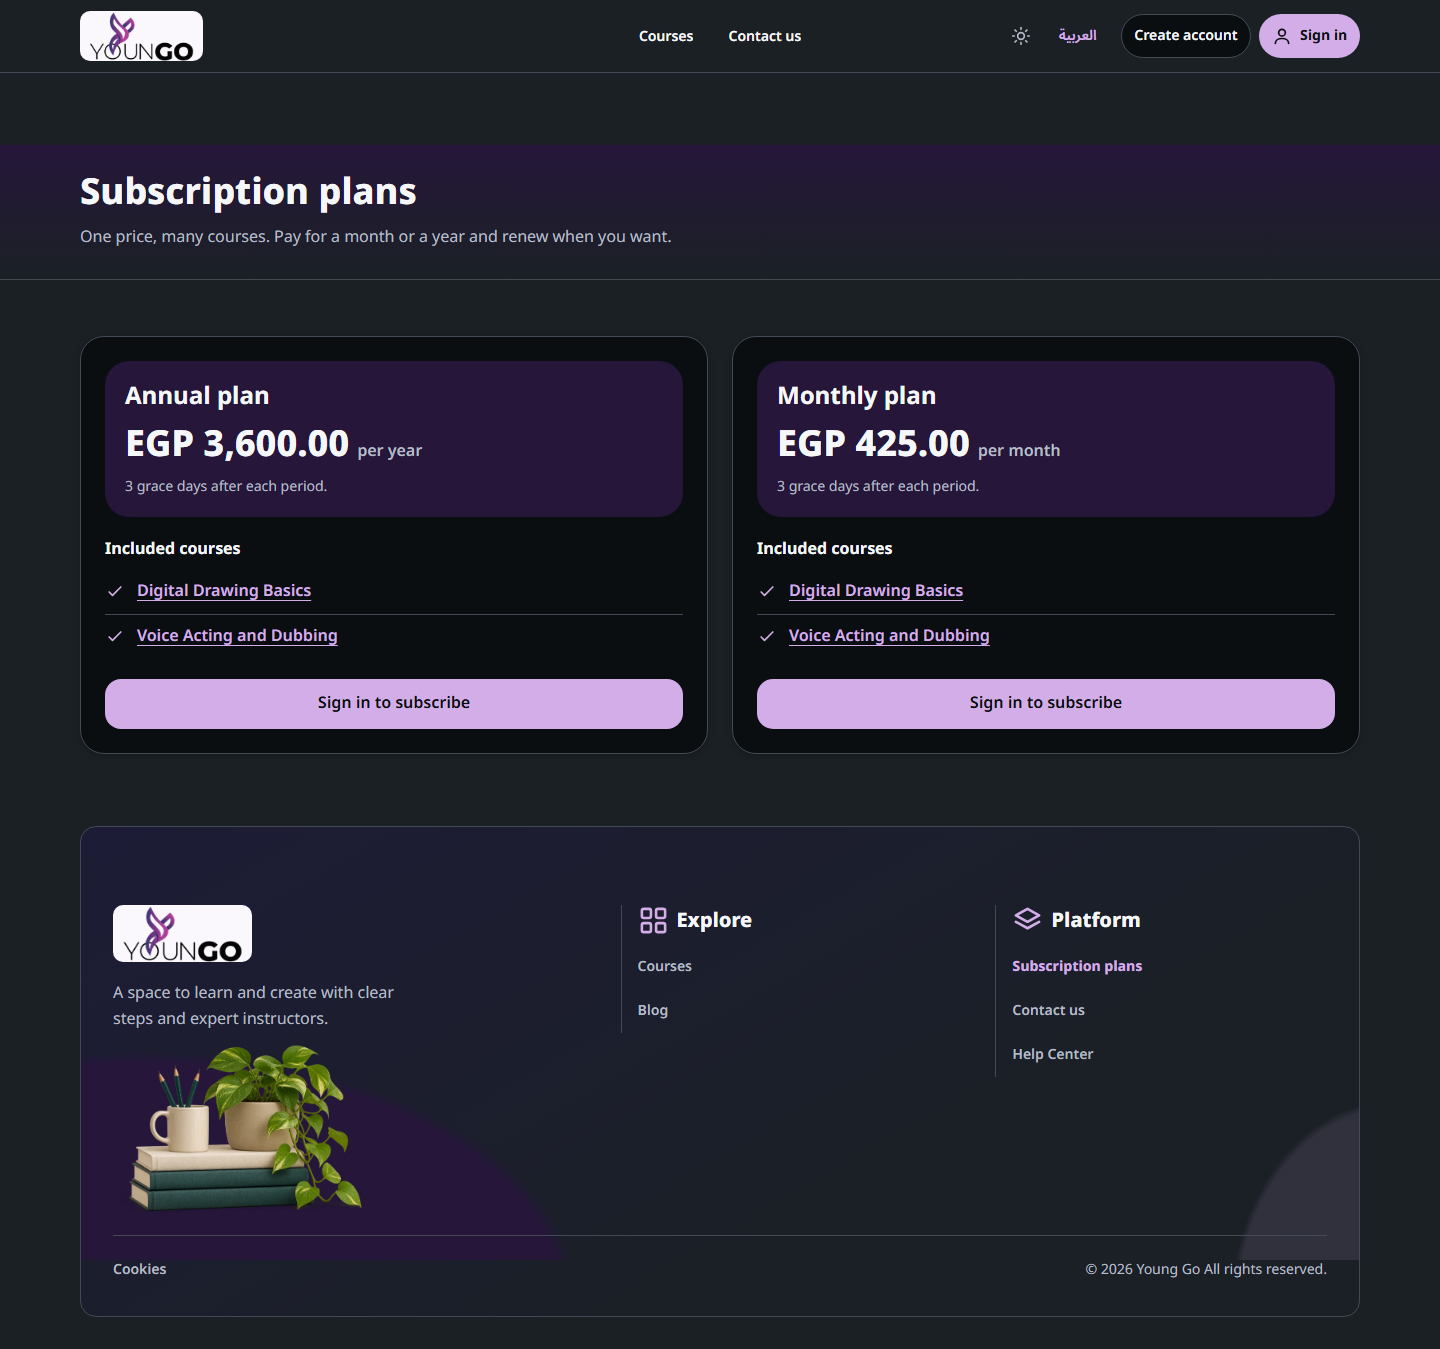 YOUNGO
Courses
Contact us
العربية
Create account
Sign in
Subscription plans
One price, many courses. Pay for a month or a year and renew when you want.
Annual plan
EGP 3,600.00 per year
3 grace days after each period.
Included courses
Digital Drawing Basics
Voice Acting and Dubbing
Sign in to subscribe
Monthly plan
EGP 425.00 per month
3 grace days after each period.
Included courses
Digital Drawing Basics
Voice Acting and Dubbing
Sign in to subscribe
YOUNGO
A space to learn and create with clear
steps and expert instructors.
Explore
Courses
Blog
Platform
Subscription plans
Contact us
Help Center
Cookies
© 2026 Young Go All rights reserved.